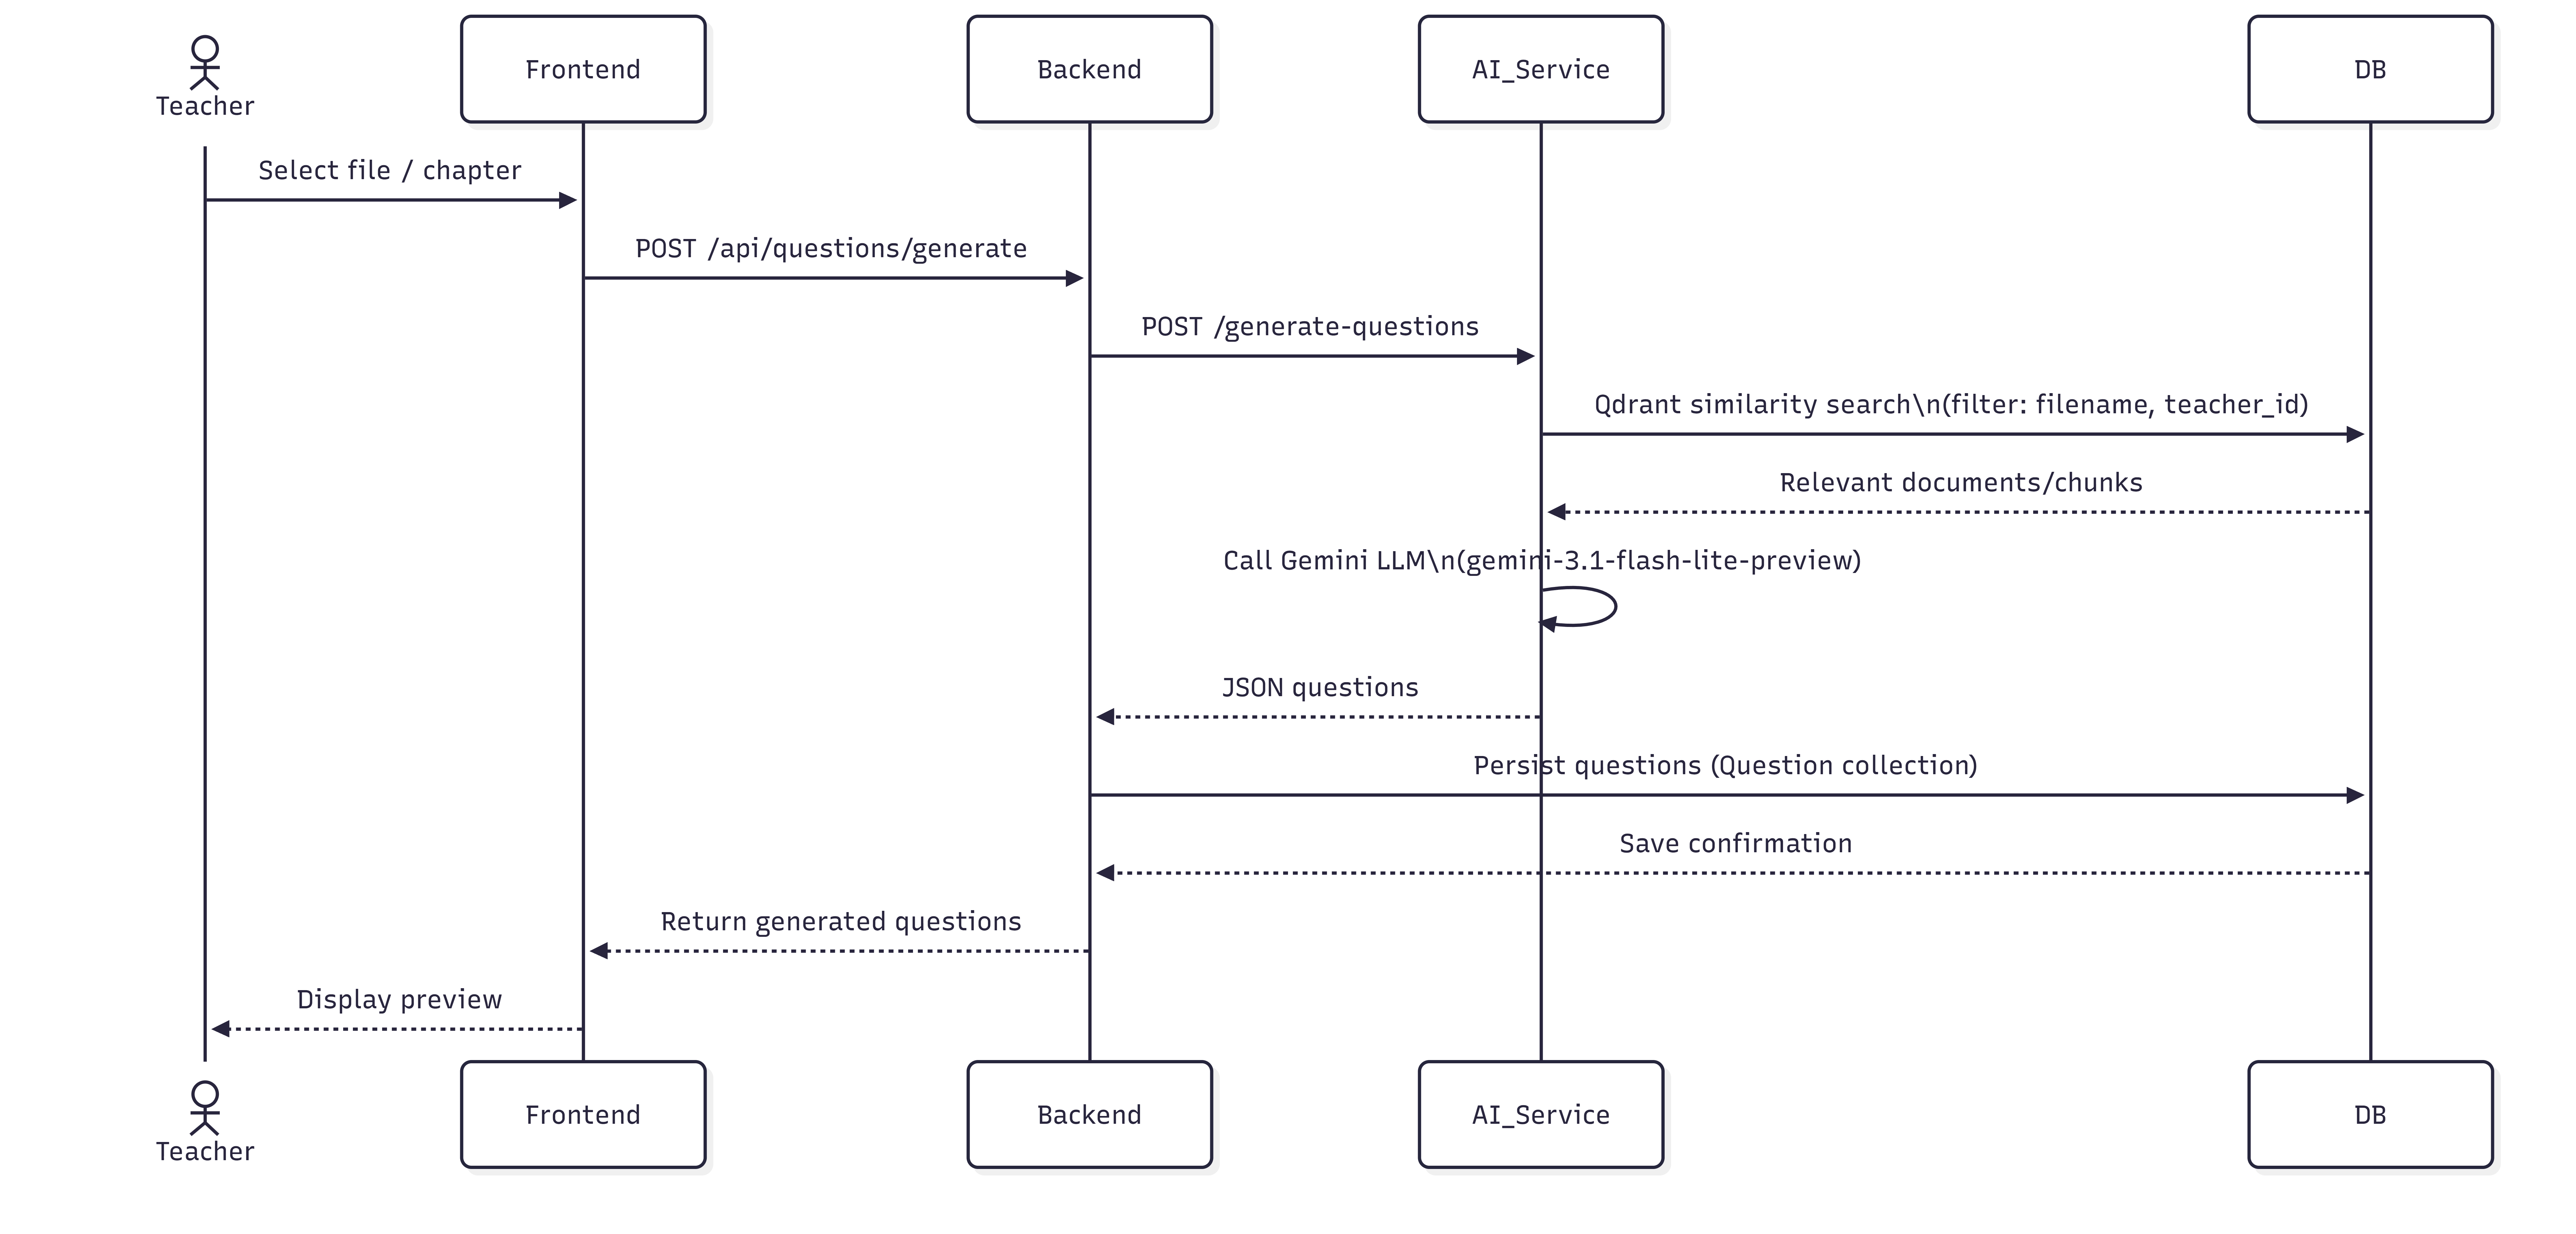 Teacher
Frontend
Backend
AI_Service
DB
Select file / chapter
POST /api/questions/generate
POST /generate-questions
Qdrant similarity search\n(filter: filename, teacher_id)
Relevant documents/chunks
Call Gemini LLM\n(gemini-3.1-flash-lite-preview)
JSON questions
Persist questions (Question collection)
Save confirmation
Return generated questions
Display preview
Teacher
Frontend
Backend
AI_Service
DB